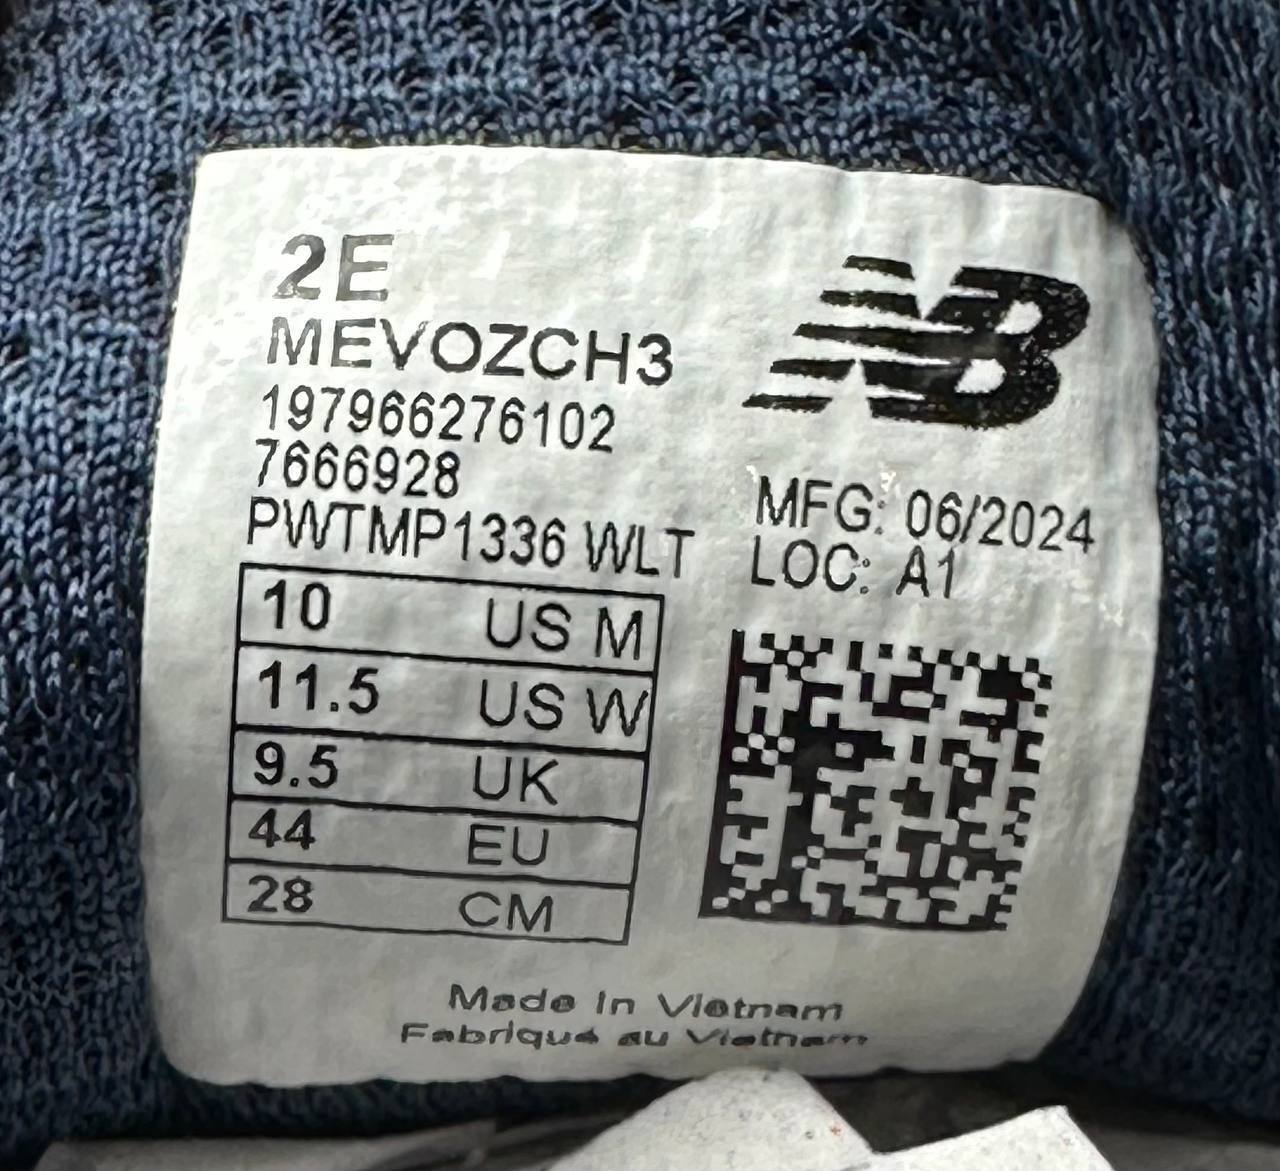 2E
MEVOZCH3
197966276102
7666928
PWTMP1336 WLT
NB
MFG: 06/2024
LOC: A1
10 US M
11.5 US W
9.5 UK
44 EU
28 CM
Made In Vietnam
Fabriqué au Vietnam